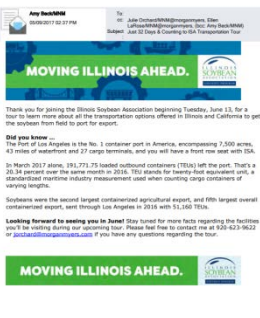 Amy Beck/MNM
05/09/2017 02:27 PM
To
cc Julie Orchard/MNM@morganmyers, Ellen
LaRose/MNM@morganmyers, (bcc: Amy Beck/MNM)
Subject Just 32 Days & Counting to ISA Transportation Tour
MOVING ILLINOIS AHEAD.
ILLINOIS
SOYBEAN
ASSOCIATION
Thank you for joining the Illinois Soybean Association beginning Tuesday, June 13, for a
tour to learn more about all the transportation options offered in Illinois and California to get
the soybean from field to port for export.
Did you know ...
The Port of Los Angeles is the No. 1 container port in America, encompassing 7,500 acres,
43 miles of waterfront and 27 cargo terminals, and you will have a front row seat with ISA.
In March 2017 alone, 191,771.75 loaded outbound containers (TEUs) left the port. That's a
20.34 percent over the same month in 2016. TEU stands for twenty-foot equivalent unit, a
standardized maritime industry measurement used when counting cargo containers of
varying lengths.
Soybeans were the second largest containerized agricultural export, and fifth largest overall
containerized export, sent through Los Angeles in 2016 with 51,160 TEUs.
Looking forward to seeing you in June! Stay tuned for more facts regarding the facilities
you'll be visiting during our upcoming tour. Please feel free to contact me at 920-623-9622
or jorchard@morganmyers.com if you have any questions regarding the tour.
MOVING ILLINOIS AHEAD.
ILLINOIS
SOYBEAN
ASSOCIATION